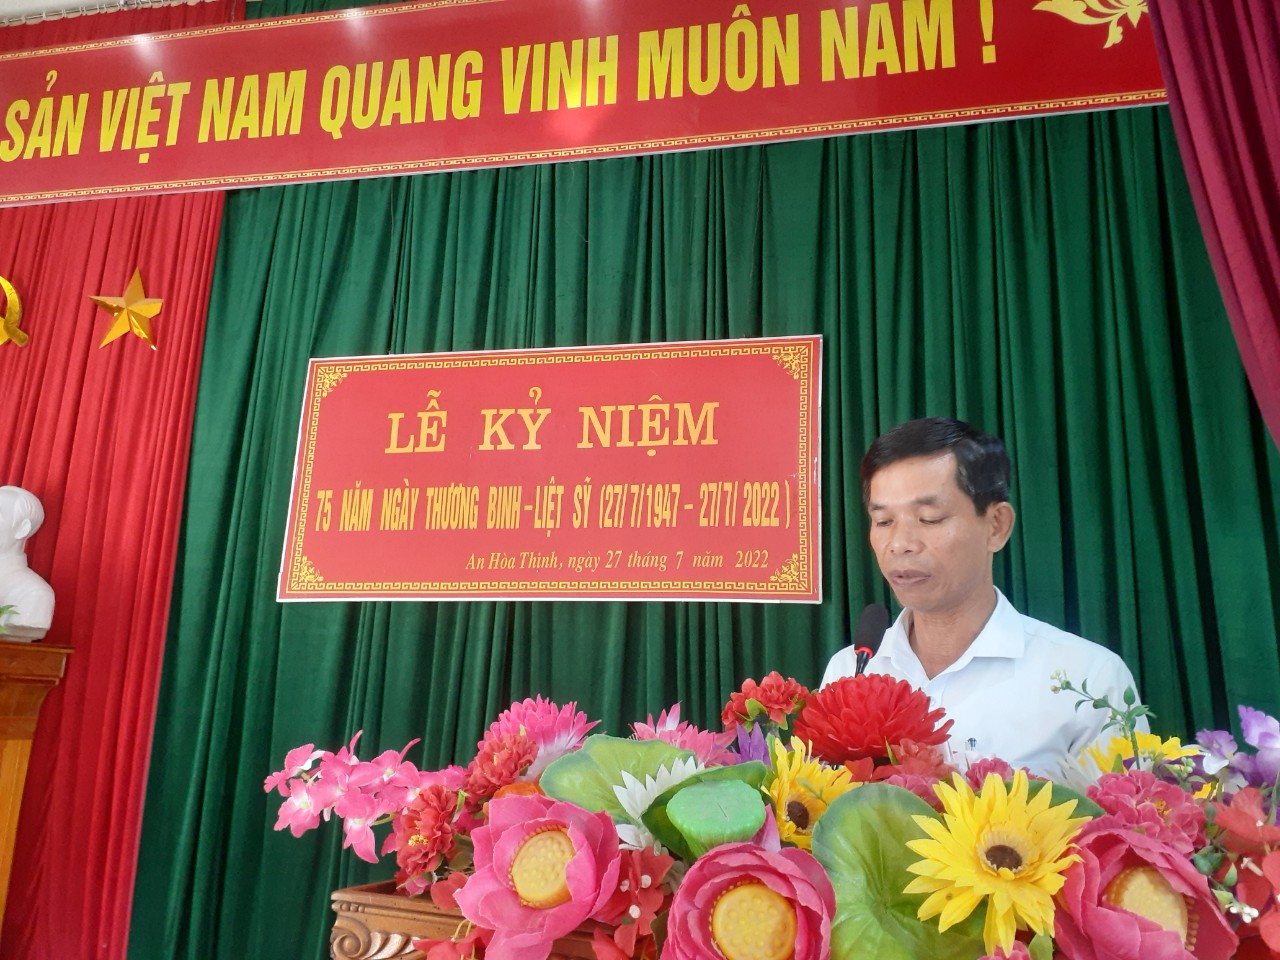 SẢN VIỆT NAM QUANG VINH MUÔN NĂM !
LỄ KỶ NIỆM
75 NĂM NGÀY THƯƠNG BINH - LIỆT SỸ (27/7/1947 - 27/7/2022)
An Hòa Thịnh, ngày 27 tháng 7 năm 2022